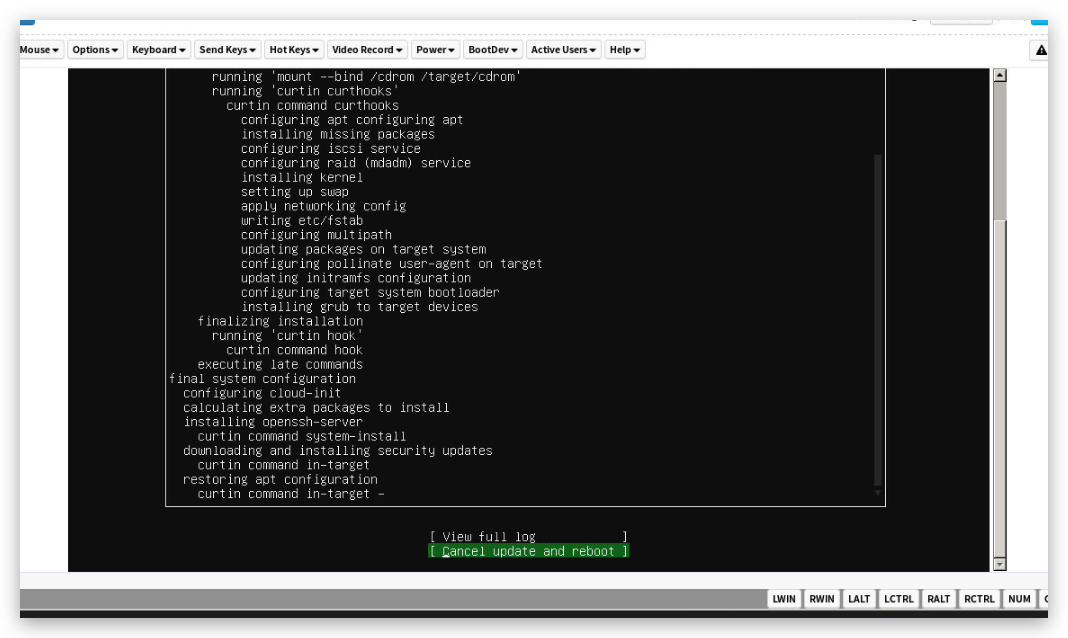 Mouse Options Keyboard Send Keys Hot Keys Video Record Power BootDev Active Users Help
running 'mount --bind /cdrom /target/cdrom'
running 'curtin curthooks'
curtin command curthooks
configuring apt configuring apt
installing missing packages
configuring iscsi service
configuring raid (mdadm) service
installing kernel
setting up swap
apply networking config
writing etc/fstab
configuring multipath
updating packages on target system
configuring pollinate user-agent on target
updating initramfs configuration
configuring target system bootloader
installing grub to target devices
finalizing installation
running 'curtin hook'
curtin command hook
executing late commands
final system configuration
configuring cloud-init
calculating extra packages to install
installing openssh-server
curtin command system-install
downloading and installing security updates
curtin command in-target
restoring apt configuration
curtin command in-target -
[ View full log ]
[ Cancel update and reboot ]
LWIN RWIN LALT LCTRL RALT RCTRL NUM